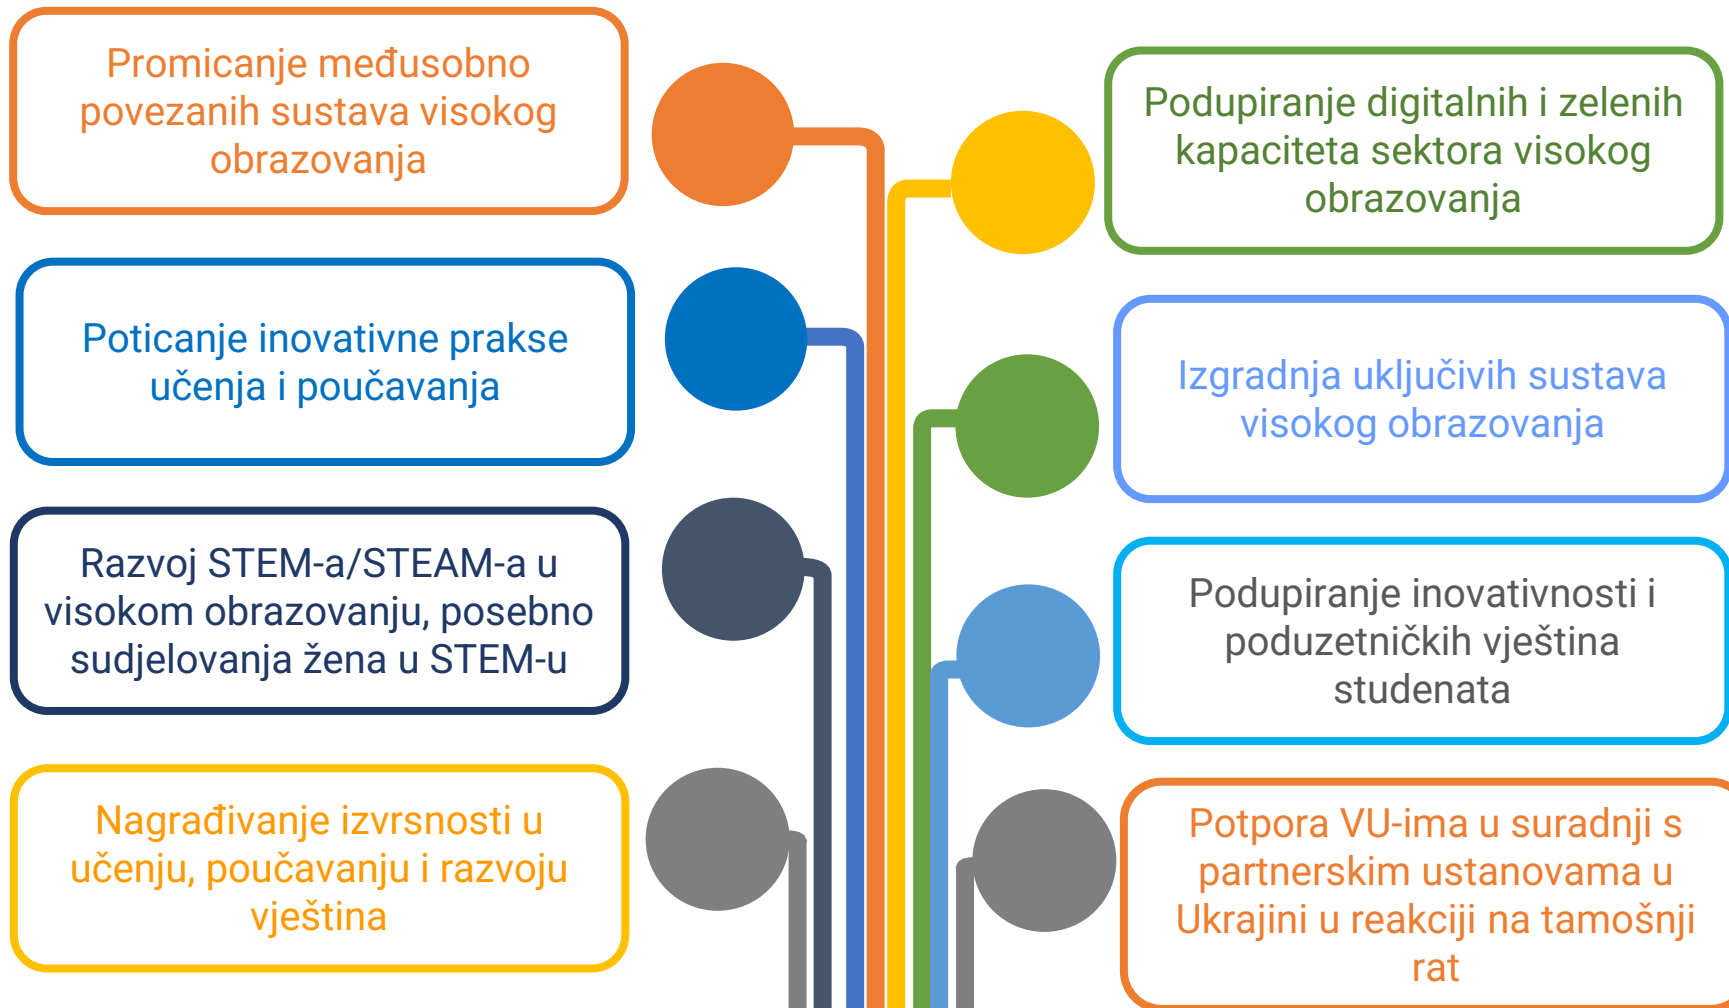 Promicanje međusobno
povezanih sustava visokog
obrazovanja
Podupiranje digitalnih i zelenih
kapaciteta sektora visokog
obrazovanja
Poticanje inovativne prakse
učenja i poučavanja
Izgradnja uključivih sustava
visokog obrazovanja
Razvoj STEM-a/STEAM-a u
visokom obrazovanju, posebno
sudjelovanja žena u STEM-u
Podupiranje inovativnosti i
poduzetničkih vještina
studenata
Nagrađivanje izvrsnosti u
učenju, poučavanju i razvoju
vještina
Potpora VU-ima u suradnji s
partnerskim ustanovama u
Ukrajini u reakciji na tamošnji
rat